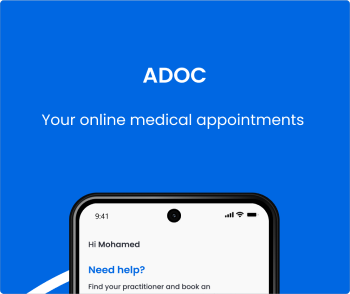 ADOC
Your online medical appointments
9:41
Hi Mohamed
Need help?
Find your practitioner and book an